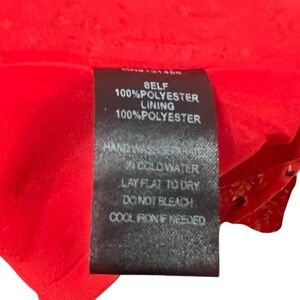 SELF
100%POLYESTER
LINING
100%POLYESTER
HAND WASH SEPARATELY
IN COLD WATER
LAY FLAT TO DRY
DO NOT BLEACH
COOL IRON IF NEEDED